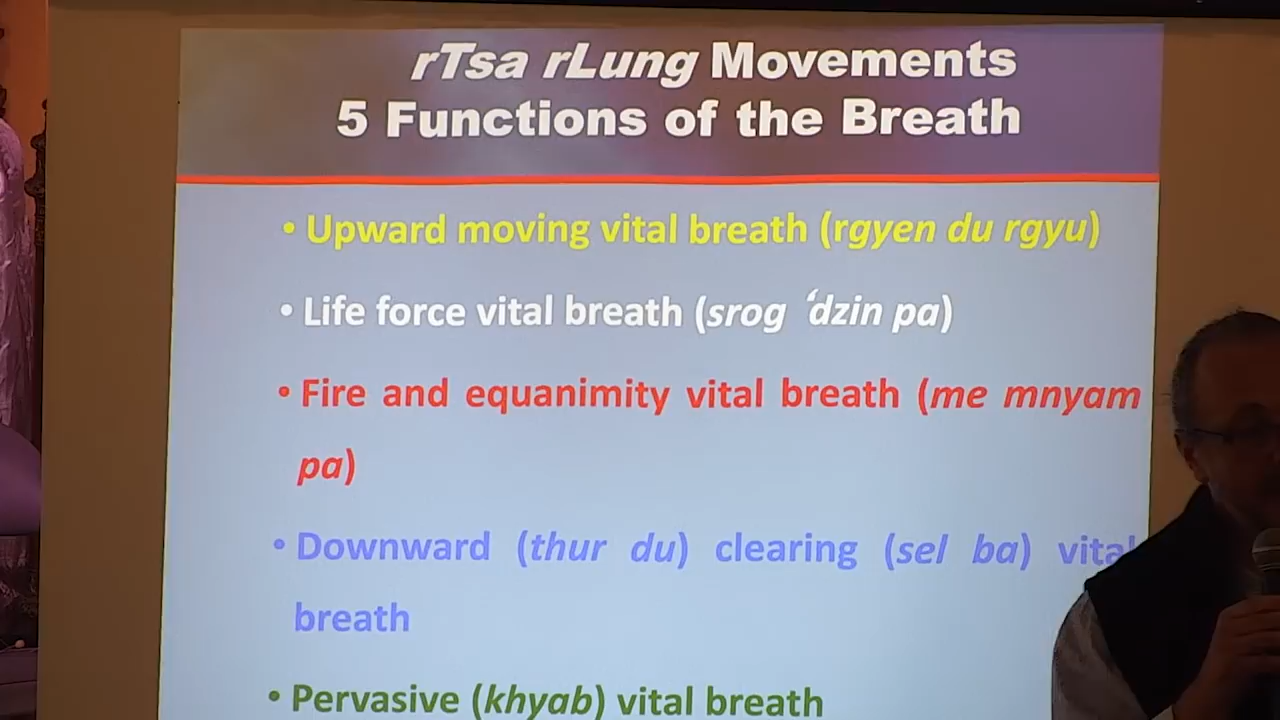 rTsa rLung Movements
5 Functions of the Breath
• Upward moving vital breath (rgyen du rgyu)
• Life force vital breath (srog ‘dzin pa)
• Fire and equanimity vital breath (me mnyam
pa)
• Downward (thur du) clearing (sel ba) vital
breath
• Pervasive (khyab) vital breath